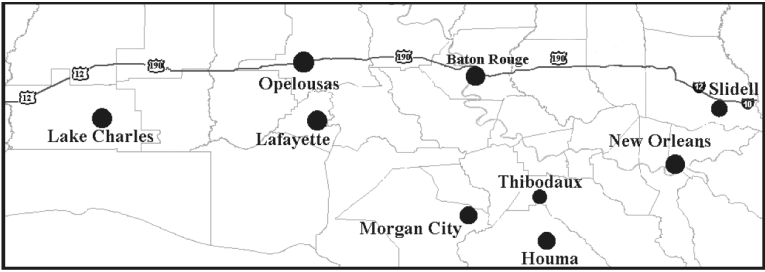 190
Baton Rouge
190
190
12
12
Opelousas
12
Slidell
10
Lake Charles
Lafayette
New Orleans
Thibodaux
Morgan City
Houma